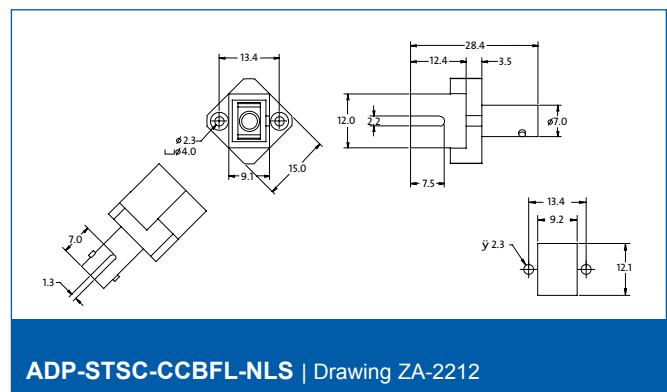 13.4
ø2.3
⌴ø4.0
9.1
15.0
7.0
1.3
28.4
12.4
3.5
12.0
2.2
ø7.0
7.5
13.4
9.2
ÿ 2.3
12.1
ADP-STSC-CCBFL-NLS | Drawing ZA-2212